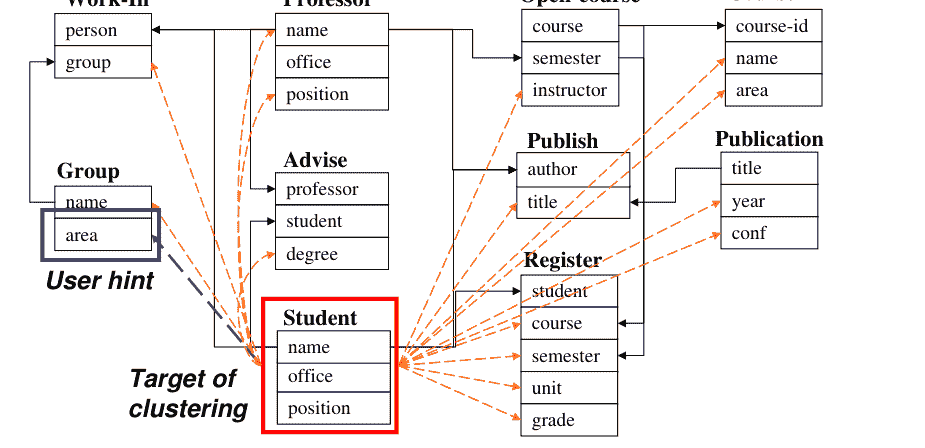 Work-In
person
group
Professor
name
office
position
Open-course
course
semester
instructor
course-id
name
area
Group
name
area
User hint
Advise
professor
student
degree
Publish
author
title
Publication
title
year
conf
Student
name
office
position
Target of
clustering
Register
student
course
semester
unit
grade